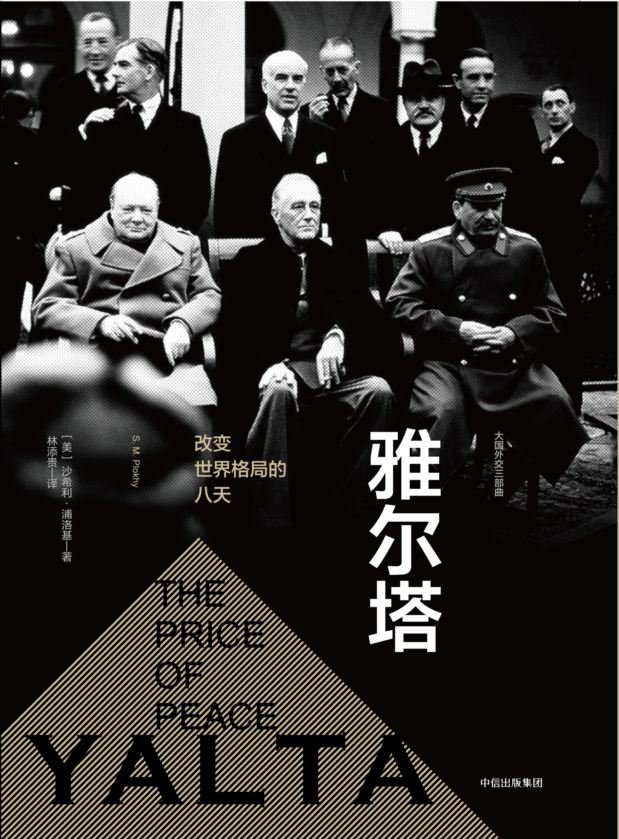 雅尔塔
大国外交三部曲
改变
世界格局的
八天
S. M. Plokhy
[美] 沙希利·浦洛基—著
林添贵—译
THE
PRICE
OF
PEACE
YALTA
中信出版集团